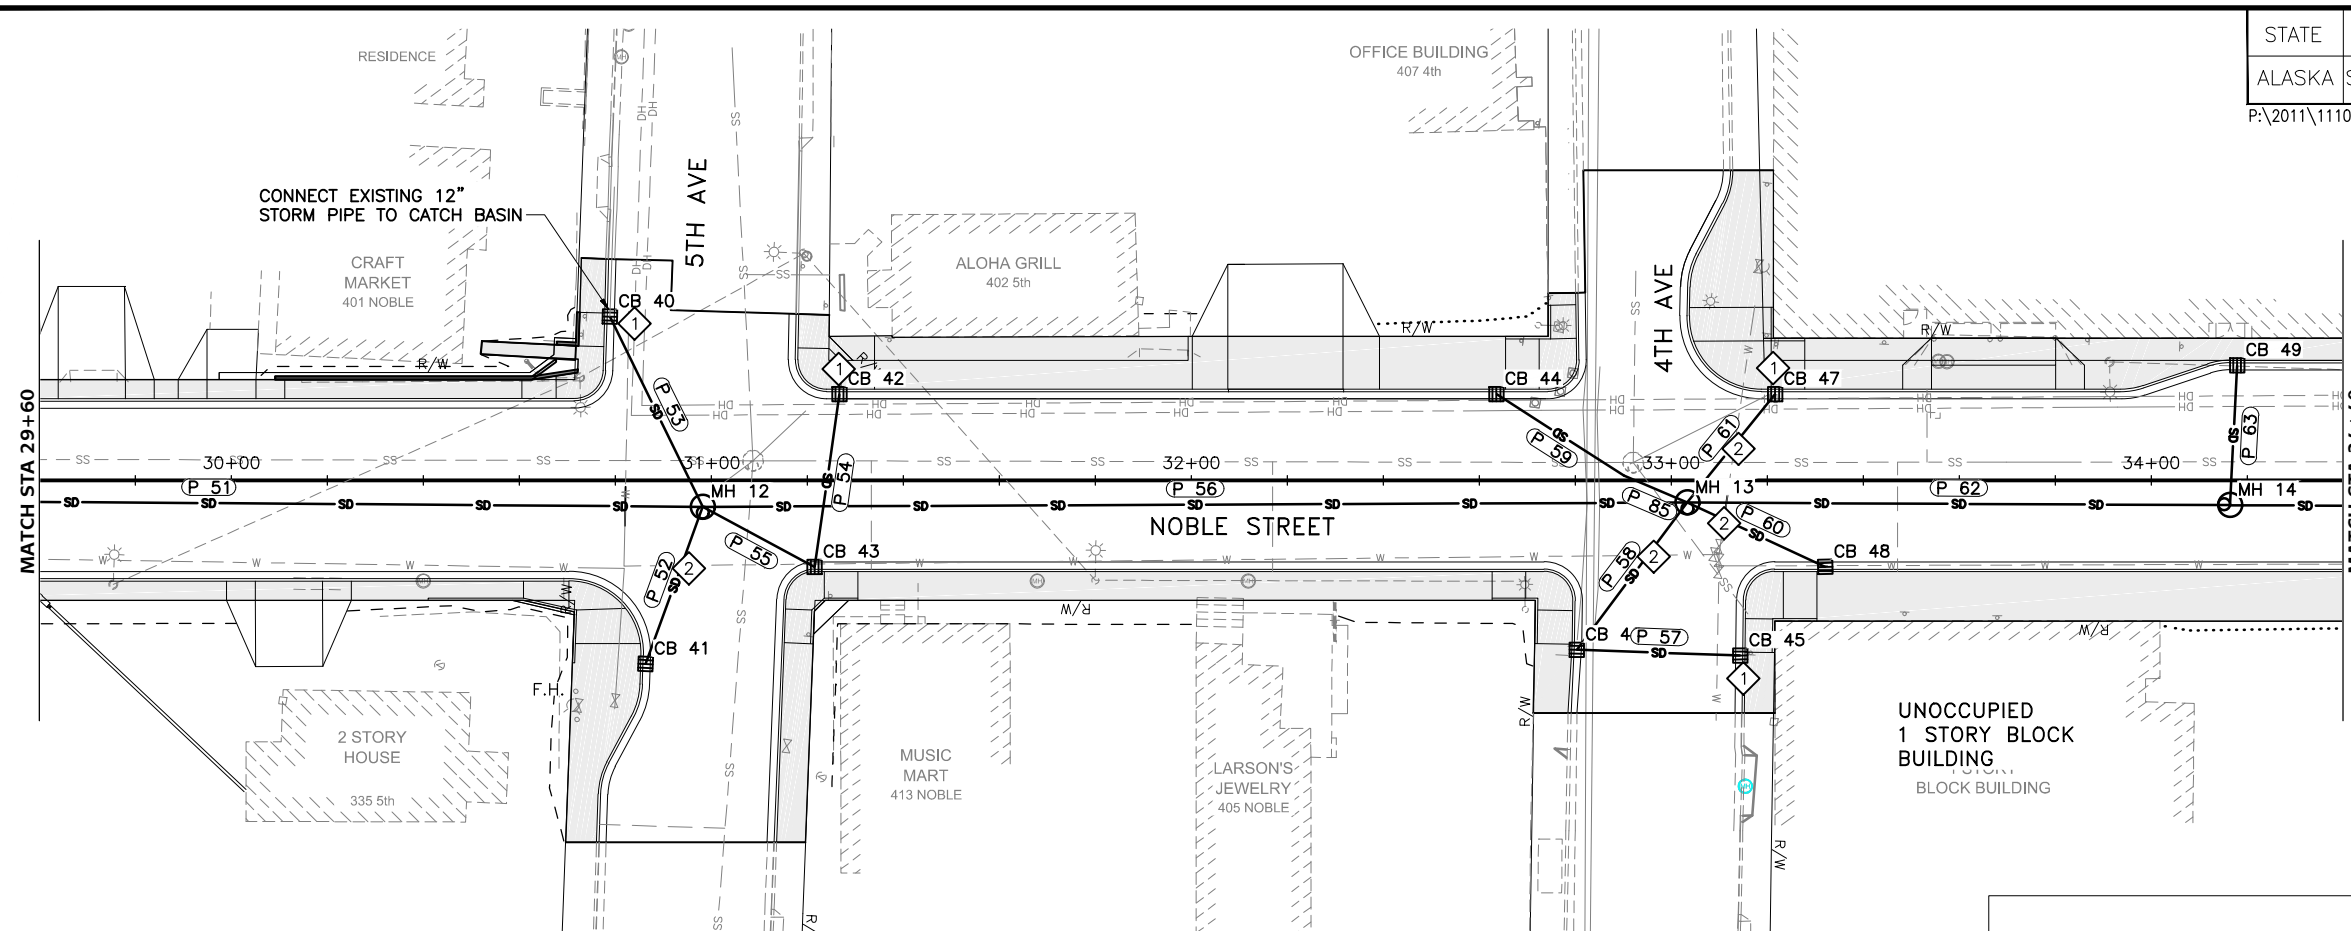 STATE
ALASKA
P:\2011\1110
RESIDENCE
OFFICE BUILDING
407 4th
CONNECT EXISTING 12"
STORM PIPE TO CATCH BASIN
5TH AVE
4TH AVE
CRAFT
MARKET
401 NOBLE
ALOHA GRILL
402 5th
CB 40
1
R/W
R/W
R/W
1
CB 42
CB 44
1
CB 47
CB 49
MATCH STA 29+60
P 53
P 54
P 59
P 61
2
P 63
30+00
31+00
32+00
33+00
34+00
P 51
MH 12
P 56
P 85
MH 13
P 62
MH 14
SD
NOBLE STREET
P 55
CB 43
P 52
2
P 58
2
2
P 60
CB 48
R/W
R/W
R/W
CB 41
CB 4
P 57
CB 45
1
F.H.
R/W
2 STORY
HOUSE
335 5th
MUSIC
MART
413 NOBLE
LARSON'S
JEWELRY
405 NOBLE
UNOCCUPIED
1 STORY BLOCK
BUILDING
BLOCK BUILDING
R/W